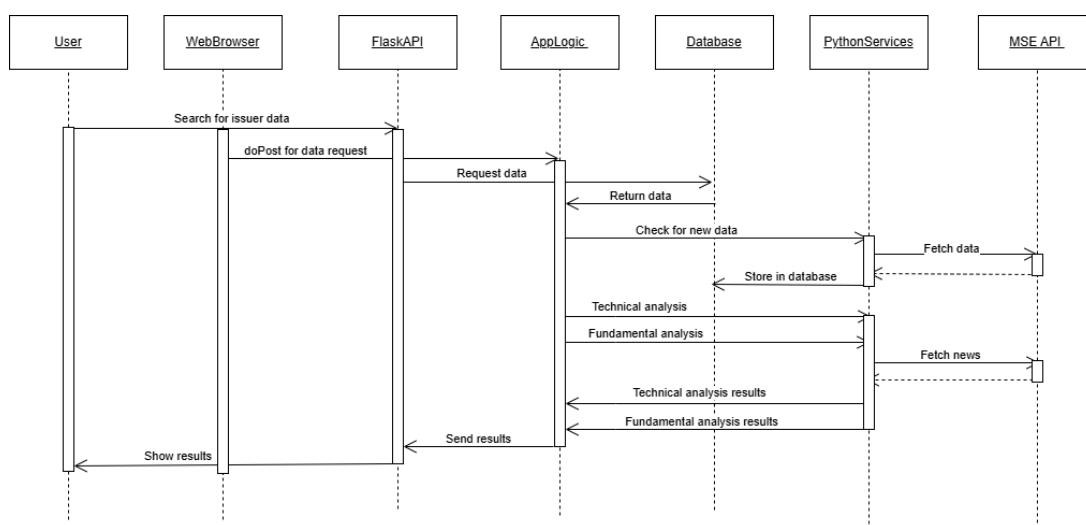 User
WebBrowser
FlaskAPI
AppLogic
Database
PythonServices
MSE API
Search for issuer data
doPost for data request
Request data
Return data
Check for new data
Fetch data
Store in database
Technical analysis
Fundamental analysis
Fetch news
Technical analysis results
Fundamental analysis results
Send results
Show results